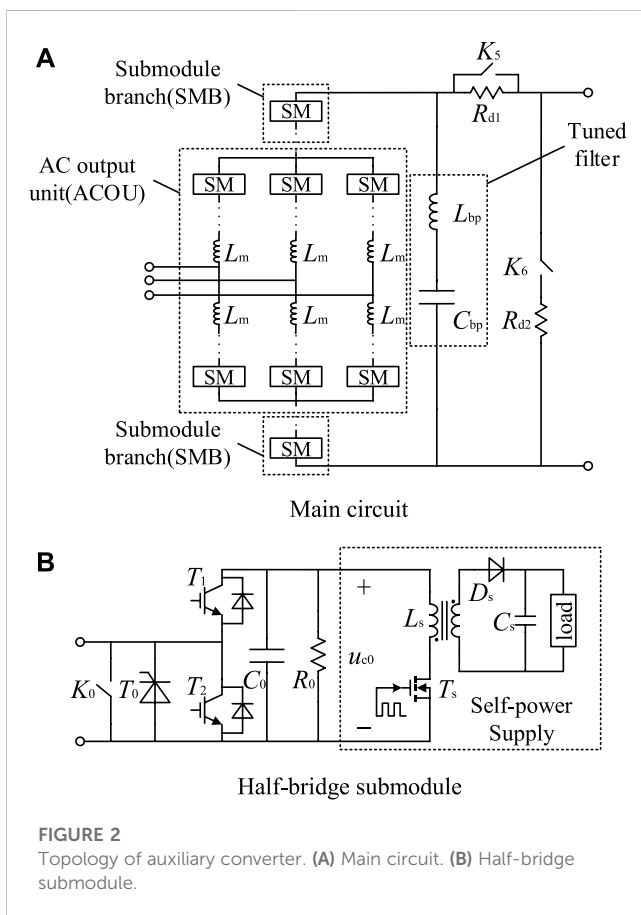 A
Submodule
branch(SMB)
SM
K5
Rd1
Tuned
filter
AC output
unit(ACOU)
SM SM SM
Lm Lm Lm
Lm Lm Lm
SM SM SM
Lbp
Cbp
K6
Rd2
Submodule
branch(SMB)
SM
Main circuit
B
T1
T2
K0
T0
C0
R0
+
uc0
−
Ls
Ds
Cs
load
Ts
Self-power
Supply
Half-bridge submodule
FIGURE 2
Topology of auxiliary converter. (A) Main circuit. (B) Half-bridge
submodule.